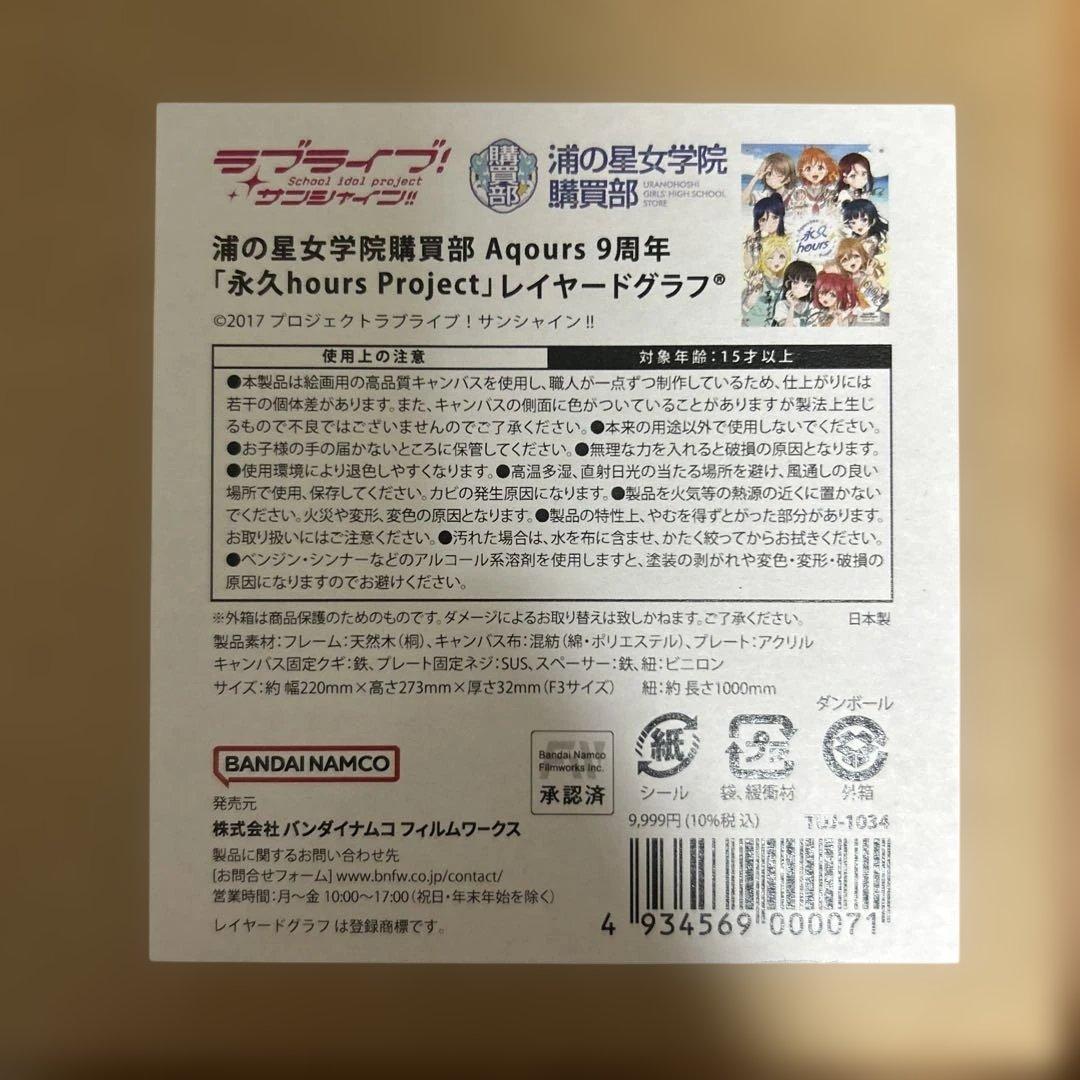 ラブライブ!
School idol project
サンシャイン!!
購買部
浦の星女学院
購買部
URANOHOSHI
GIRLS' HIGH SCHOOL
STORE
永久
hours
浦の星女学院購買部 Aqours 9周年
「永久hours Project」レイヤードグラフ®
©2017 プロジェクトラブライブ！サンシャイン!!
使用上の注意
対象年齢：15才以上
●本製品は絵画用の高品質キャンバスを使用し、職人が一点ずつ制作しているため、仕上がりには
若干の個体差があります。また、キャンバスの側面に色がついていることがありますが製法上生じ
るもので不良ではございませんのでご了承ください。●本来の用途以外で使用しないでください。
●お子様の手の届かないところに保管してください。●無理な力を入れると破損の原因となります。
●使用環境により退色しやすくなります。●高温多湿、直射日光の当たる場所を避け、風通しの良い
場所で使用、保存してください。カビの発生原因になります。●製品を火気等の熱源の近くに置かない
でください。火災や変形、変色の原因となります。●製品の特性上、やむを得ずとがった部分があります。
お取り扱いにはご注意ください。●汚れた場合は、水を布に含ませ、かたく絞ってからお拭きください。
●ベンジン・シンナーなどのアルコール系溶剤を使用しますと、塗装の剥がれや変色・変形・破損の
原因になりますのでお避けください。
※外箱は商品保護のためのものです。ダメージによるお取り替えは致しかねます。ご了承ください。
日本製
製品素材：フレーム：天然木（桐）、キャンバス布：混紡（綿・ポリエステル）、プレート：アクリル
キャンバス固定クギ：鉄、プレート固定ネジ：SUS、スペーサー：鉄、紐：ビニロン
サイズ：約 幅220mm×高さ273mm×厚さ32mm（F3サイズ） 紐：約 長さ1000mm
ダンボール
紙
シール
プラ
袋、緩衝材
外箱
BANDAI NAMCO
Bandai Namco
Filmworks Inc.
承認済
発売元
株式会社 バンダイナムコ フィルムワークス
製品に関するお問い合わせ先
[お問合せフォーム] www.bnfw.co.jp/contact/
営業時間：月～金 10:00～17:00（祝日・年末年始を除く）
レイヤードグラフ は登録商標です。
9,999円（10%税込）
TUJ-1034
4 934569 000071